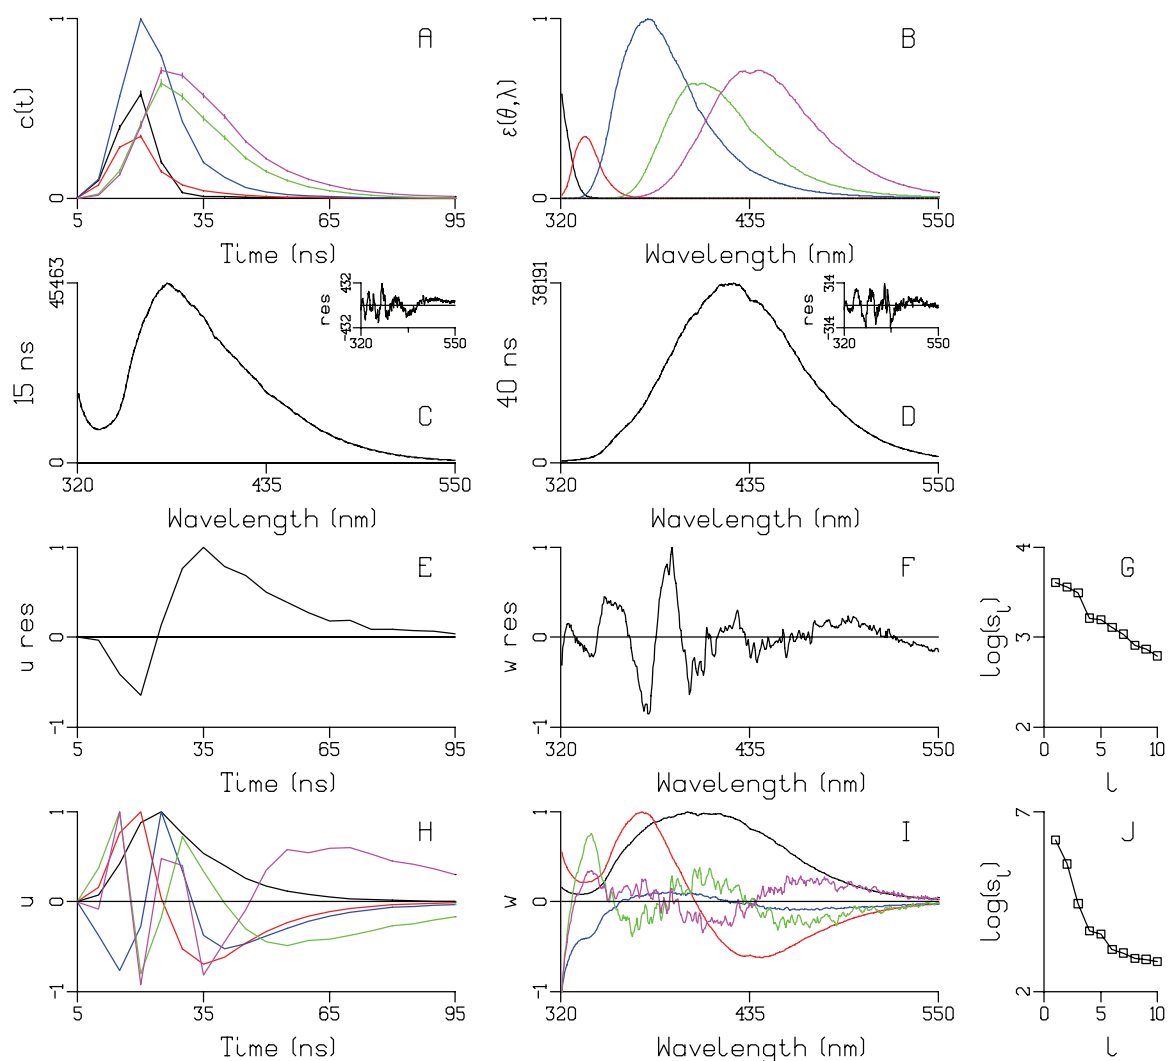 A
c(t)
1
0
5 35 65 95
Time (ns)
B
ε(θ,λ)
1
0
320 435 550
Wavelength (nm)
C
15 ns
45463
0
320 435 550
Wavelength (nm)
res
432
-432
320 550
D
40 ns
38191
0
320 435 550
Wavelength (nm)
res
314
-314
320 550
E
u res
1
0
-1
5 35 65 95
Time (ns)
F
w res
1
0
-1
320 435 550
Wavelength (nm)
G
log(s_l)
4
3
2
0 5 10
l
H
u
1
0
-1
5 35 65 95
Time (ns)
I
w
1
0
-1
320 435 550
Wavelength (nm)
J
log(s_l)
7
2
0 5 10
l